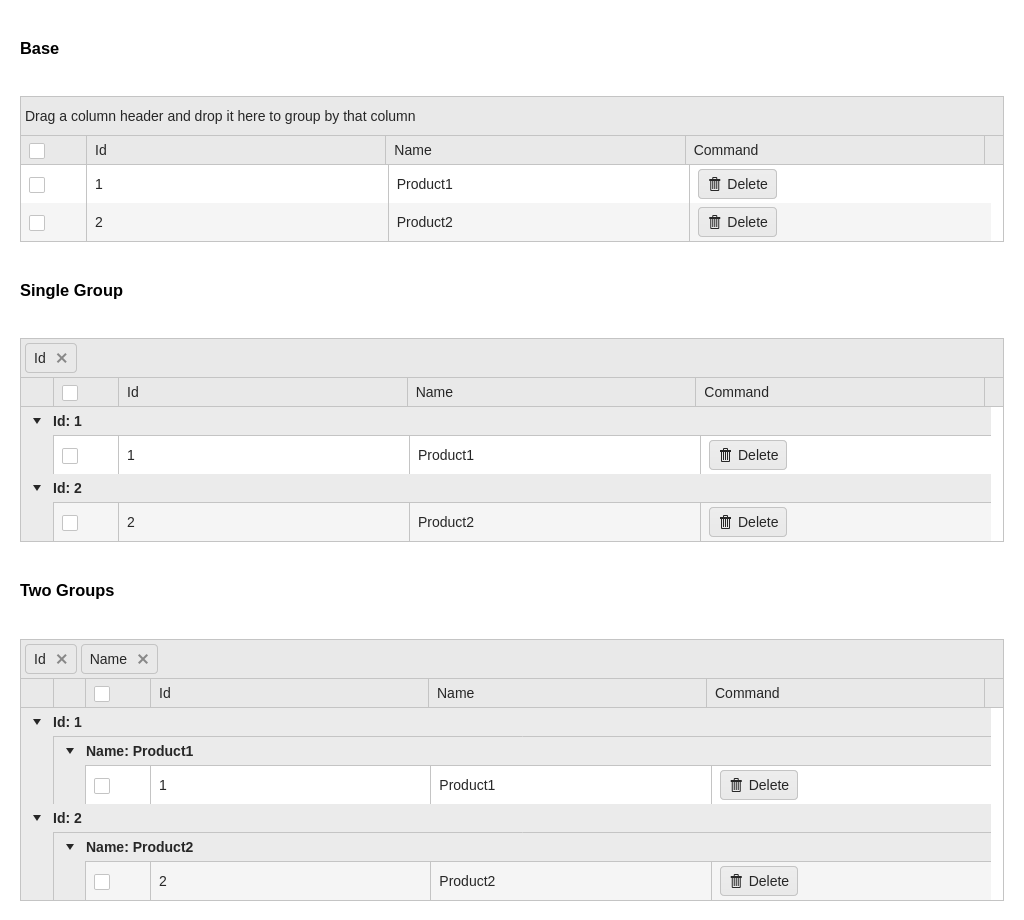 Base
Drag a column header and drop it here to group by that column
Id Name Command
1 Product1 Delete
2 Product2 Delete
Single Group
Id
Id Name Command
Id: 1
1 Product1 Delete
Id: 2
2 Product2 Delete
Two Groups
Id Name
Id Name Command
Id: 1
Name: Product1
1 Product1 Delete
Id: 2
Name: Product2
2 Product2 Delete